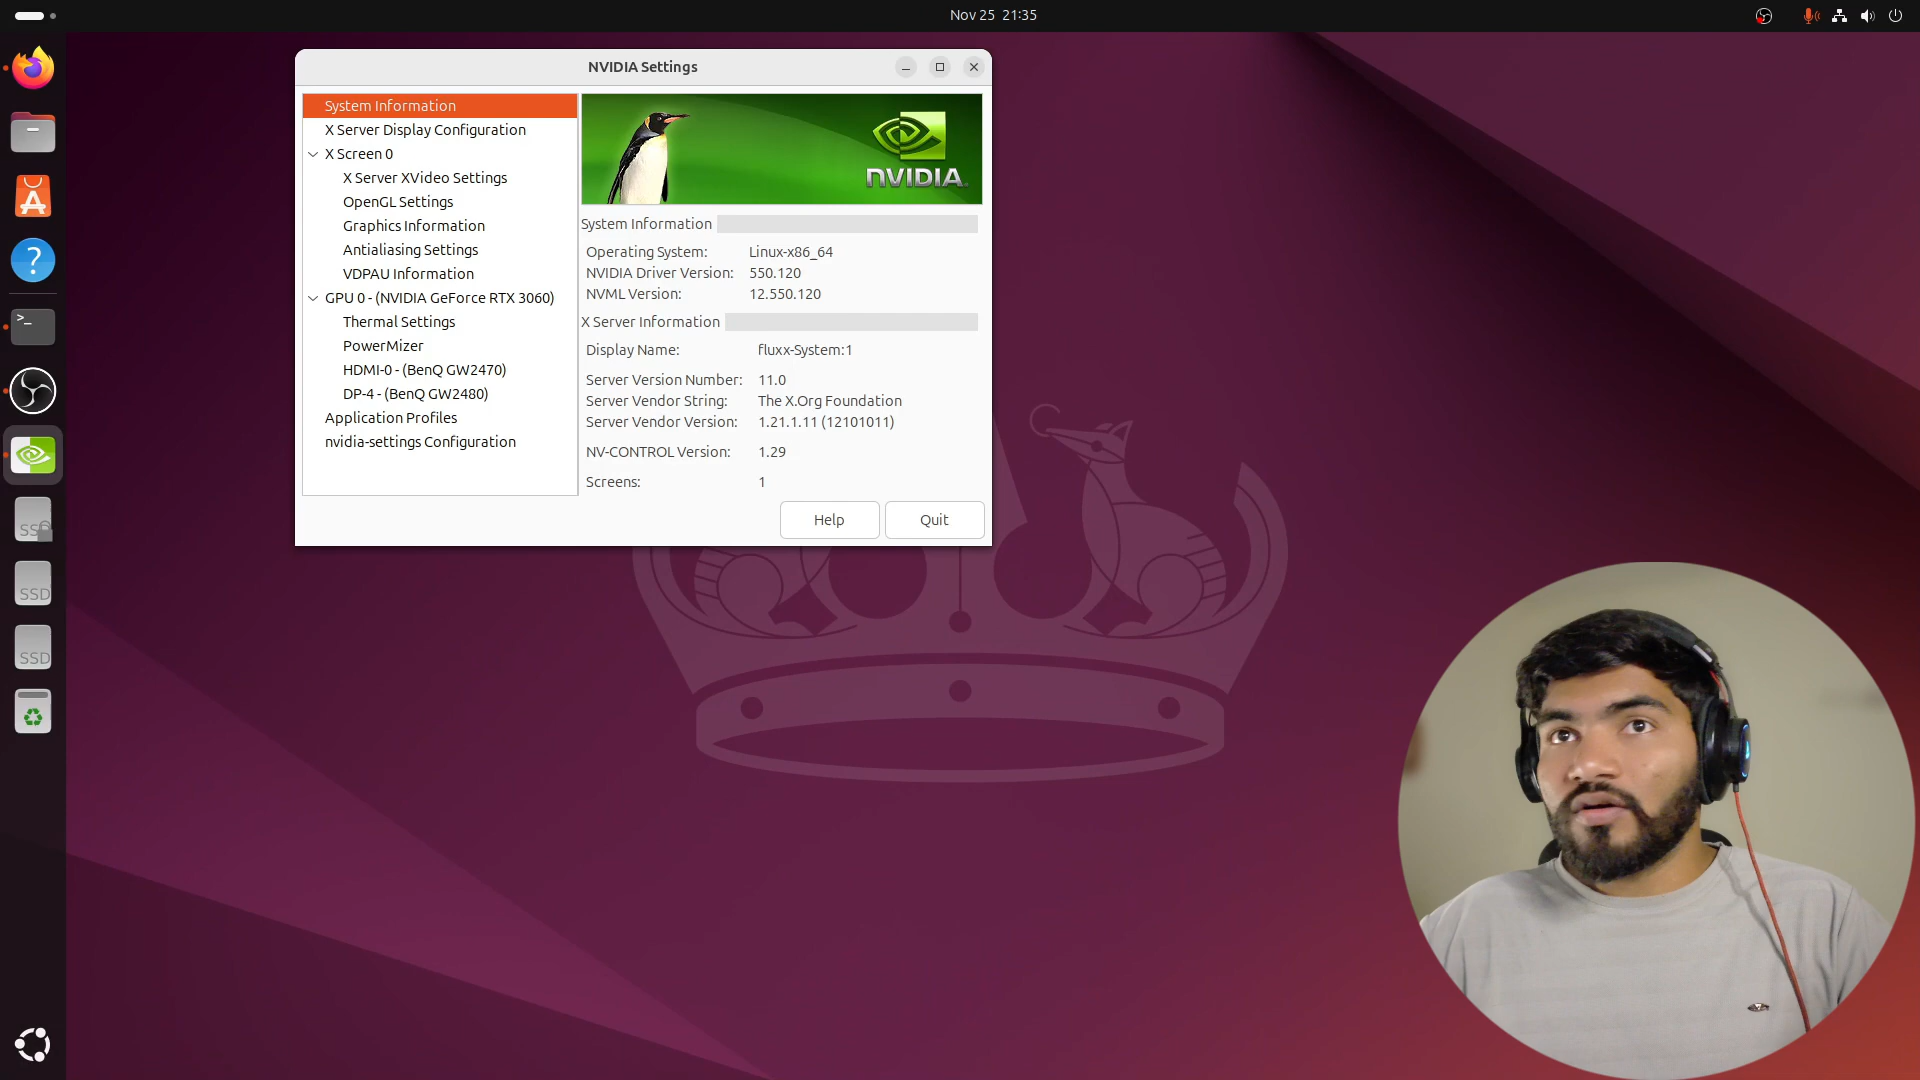 Nov 25 21:35
NVIDIA Settings
System Information
X Server Display Configuration
X Screen 0
X Server XVideo Settings
OpenGL Settings
Graphics Information
Antialiasing Settings
VDPAU Information
GPU 0 - (NVIDIA GeForce RTX 3060)
Thermal Settings
PowerMizer
HDMI-0 - (BenQ GW2470)
DP-4 - (BenQ GW2480)
Application Profiles
nvidia-settings Configuration
NVIDIA
System Information
Operating System: Linux-x86_64
NVIDIA Driver Version: 550.120
NVML Version: 12.550.120
X Server Information
Display Name: fluxx-System:1
Server Version Number: 11.0
Server Vendor String: The X.Org Foundation
Server Vendor Version: 1.21.1.11 (12101011)
NV-CONTROL Version: 1.29
Screens: 1
Help
Quit
SSD
SSD
SSD